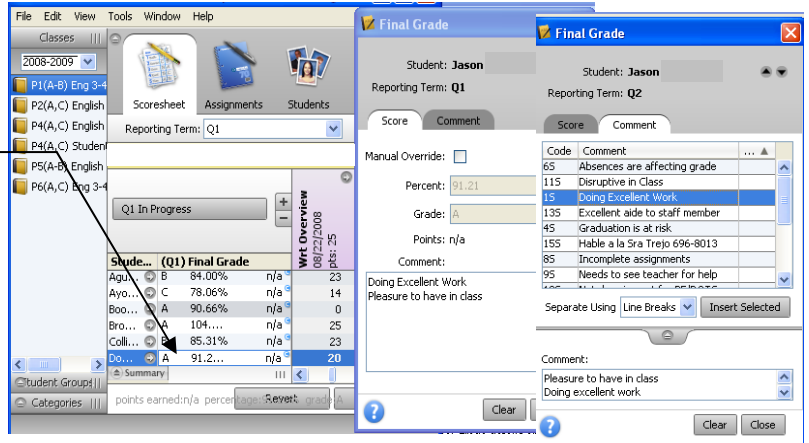 File Edit View Tools Window Help
Classes
2008-2009
P1(A-B) Eng 3-4
P2(A,C) English
P4(A,C) English
P4(A,C) Student
P5(A-B) English
P6(A,C) Eng 3-4
Student Groups
Categories
Scoresheet Assignments Students
Reporting Term: Q1
Q1 In Progress
+
-
Wrt Overview
08/22/2008
pts: 25
Stude... (Q1) Final Grade
Agu... B 84.00% n/a 23
Ayo... C 78.06% n/a 14
Boo... A 90.66% n/a 0
Bro... A 104.... n/a 25
Colli... B 85.31% n/a 23
Do... A 91.2... n/a 20
Summary
points earned:n/a percentage: Revert grade A
Final Grade
Student: Jason
Reporting Term: Q1
Score Comment
Manual Override:
Percent: 91.21
Grade: A
Points: n/a
Comment:
Doing Excellent Work
Pleasure to have in class
? Clear
Final Grade
Student: Jason
Reporting Term: Q2
Score Comment
Code Comment ...
6S Absences are affecting grade
11S Disruptive in Class
1S Doing Excellent Work
13S Excellent aide to staff member
4S Graduation is at risk
15S Hable a la Sra Trejo 696-8013
8S Incomplete assignments
9S Needs to see teacher for help
Separate Using Line Breaks Insert Selected
Comment:
Pleasure to have in class
Doing excellent work
? Clear Close